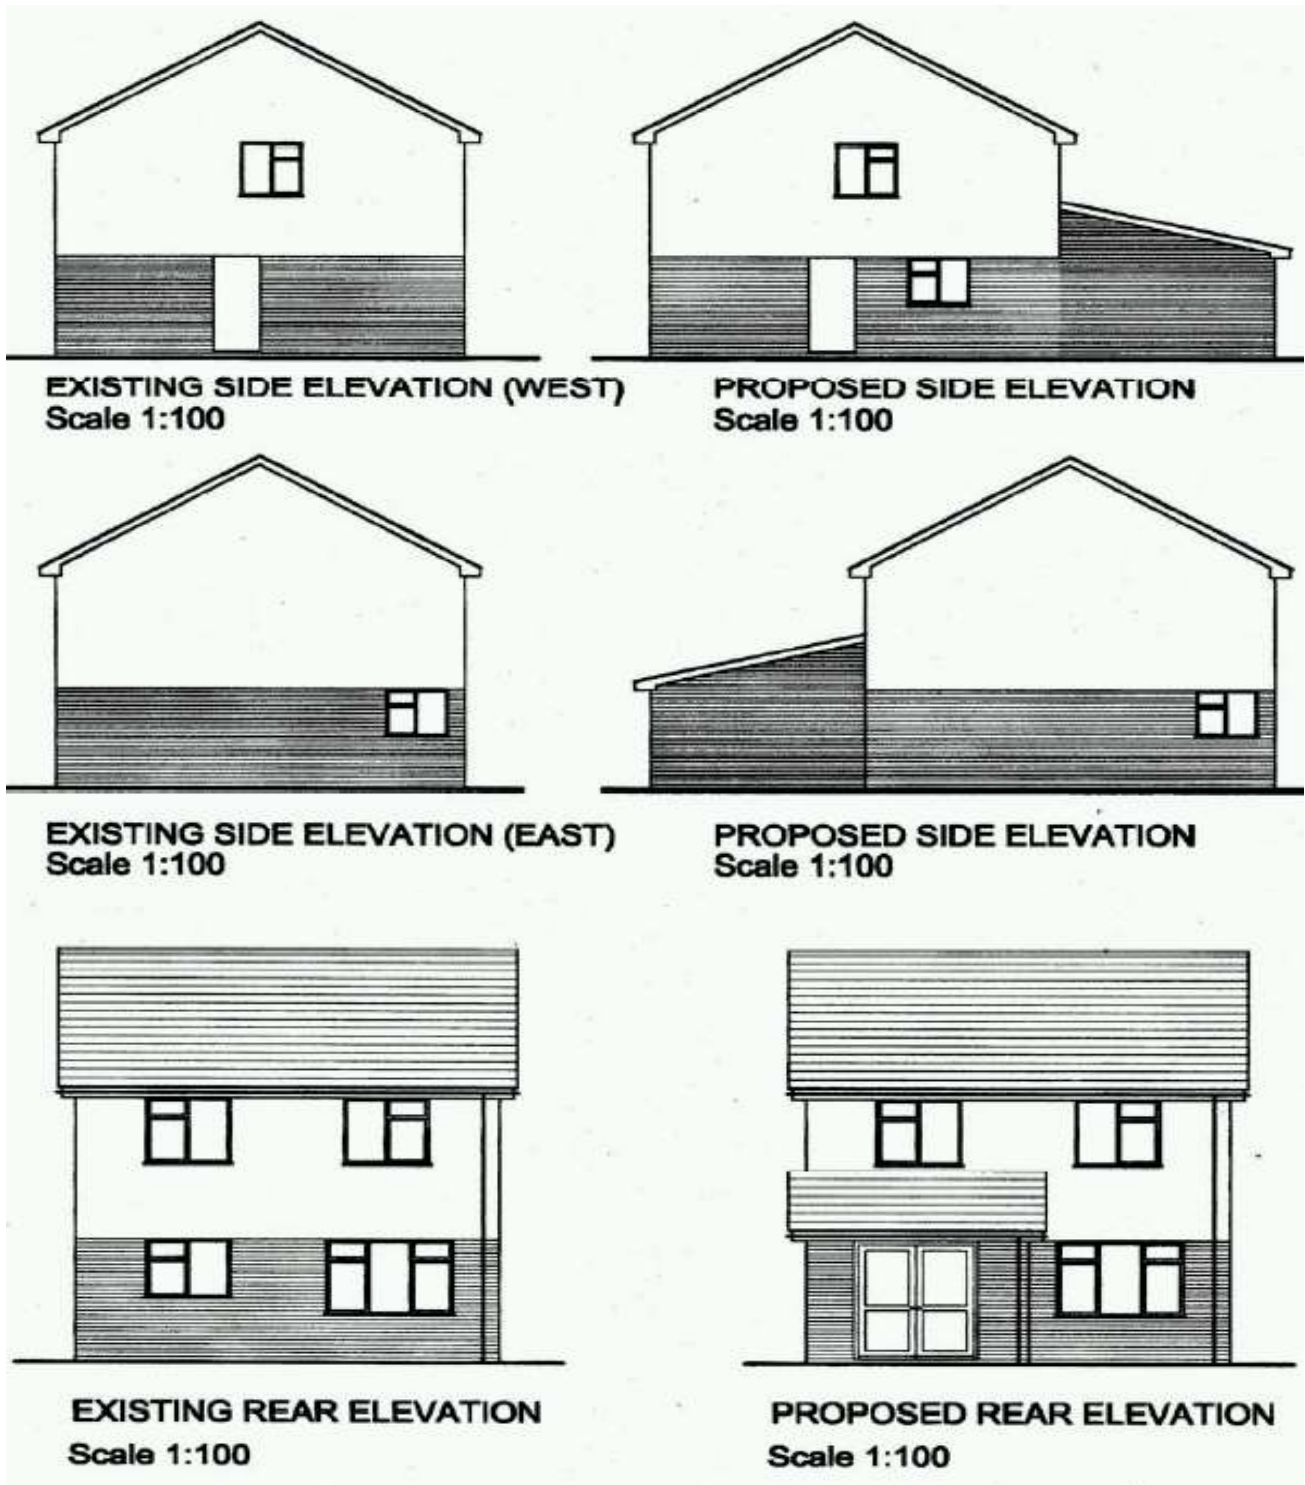 EXISTING SIDE ELEVATION (WEST)
Scale 1:100
PROPOSED SIDE ELEVATION
Scale 1:100
EXISTING SIDE ELEVATION (EAST)
Scale 1:100
PROPOSED SIDE ELEVATION
Scale 1:100
EXISTING REAR ELEVATION
Scale 1:100
PROPOSED REAR ELEVATION
Scale 1:100